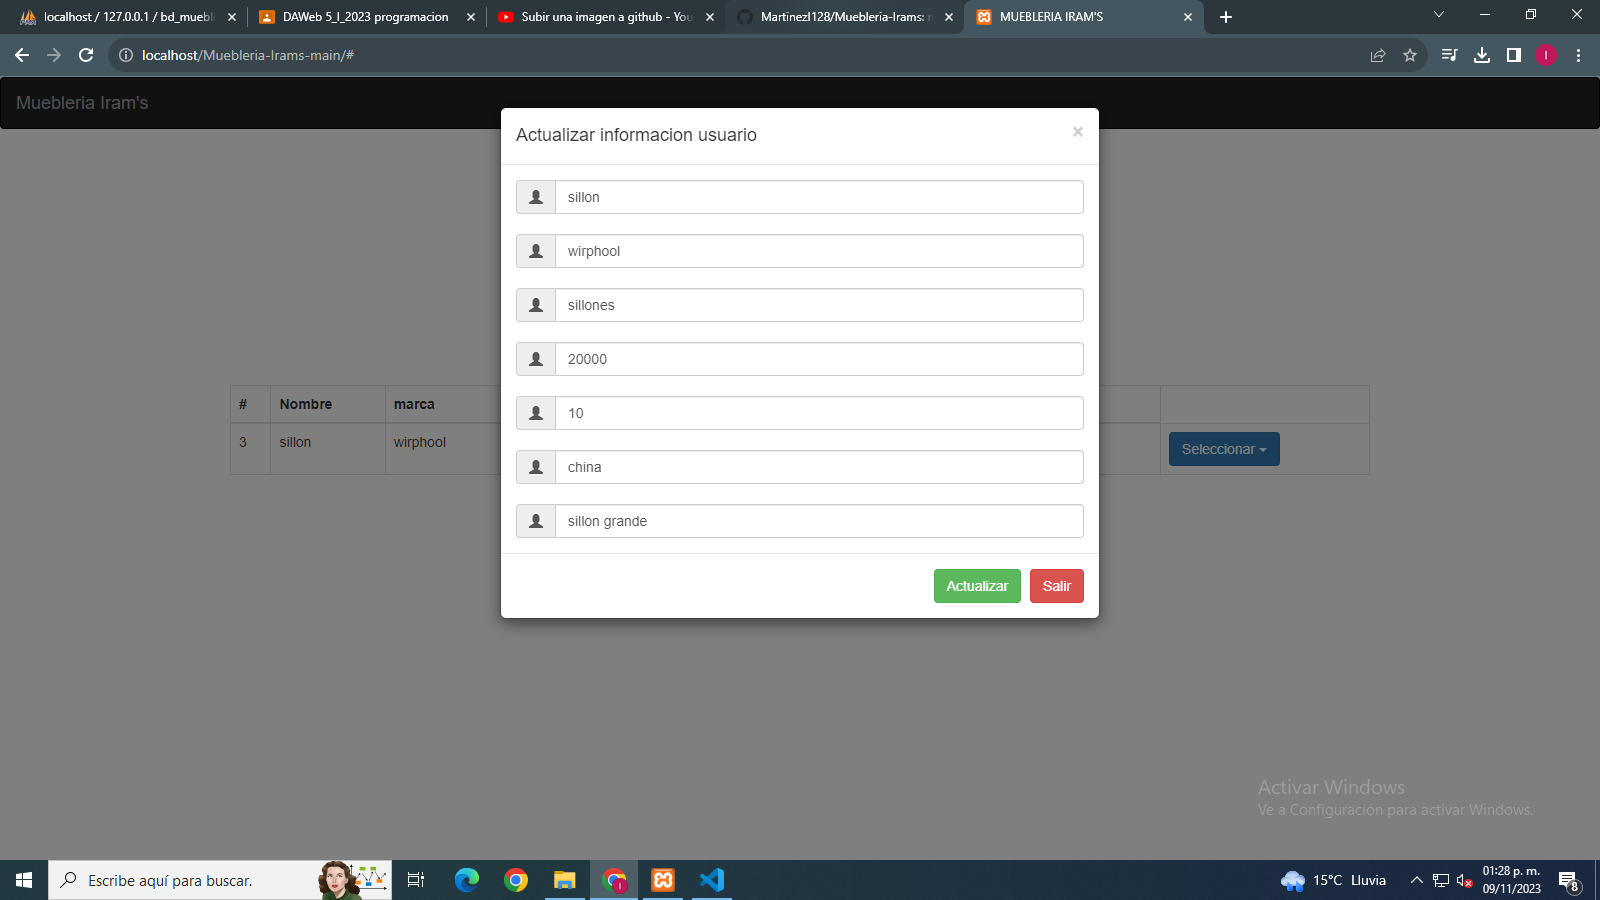 localhost / 127.0.0.1 / bd_muebl
DAWeb 5_I_2023 programacion
Subir una imagen a github - You
MartinezI128/Muebleria-Irams: m
MUEBLERIA IRAM'S
localhost/Muebleria-Irams-main/#
I
Muebleria Iram's
Actualizar informacion usuario
×
sillon
wirphool
sillones
20000
10
china
sillon grande
Actualizar
Salir
# Nombre marca
3 sillon wirphool
Seleccionar
Activar Windows
Ve a Configuración para activar Windows.
Escribe aquí para buscar.
15°C Lluvia
01:28 p. m.
09/11/2023
8